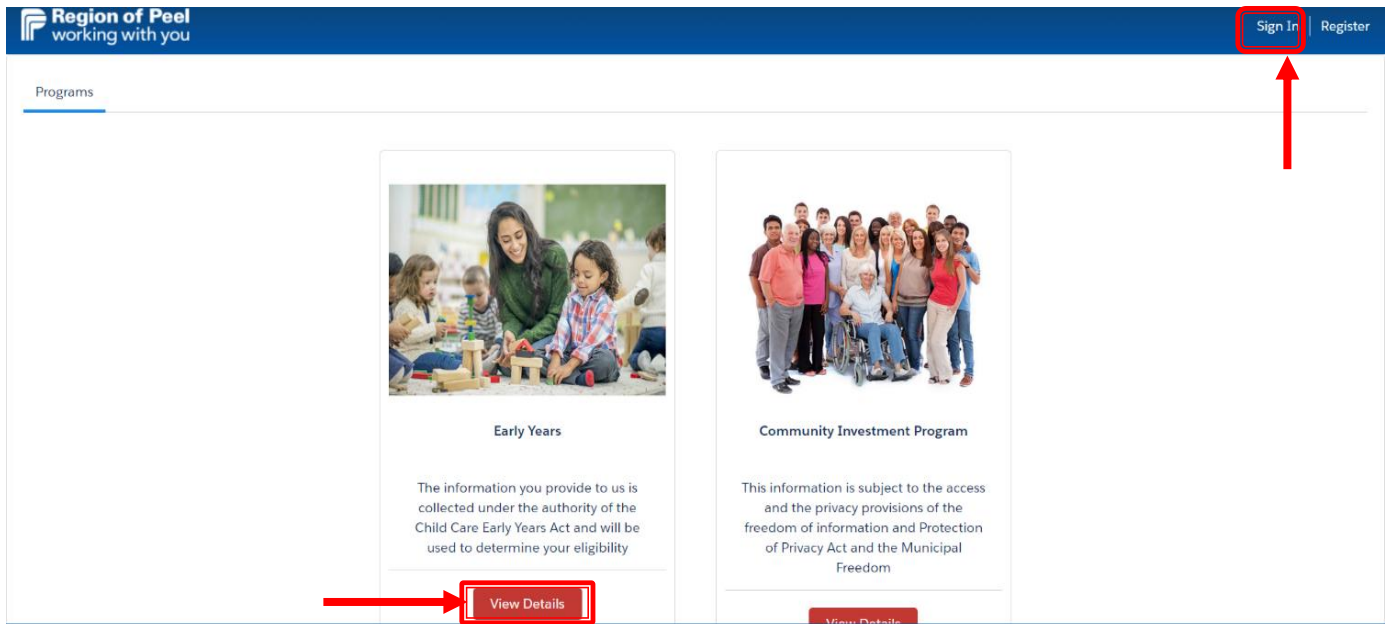 Region of Peel
working with you
Sign In | Register
Programs
Early Years
The information you provide to us is
collected under the authority of the
Child Care Early Years Act and will be
used to determine your eligibility
View Details
Community Investment Program
This information is subject to the access
and the privacy provisions of the
freedom of information and Protection
of Privacy Act and the Municipal
Freedom
View Details